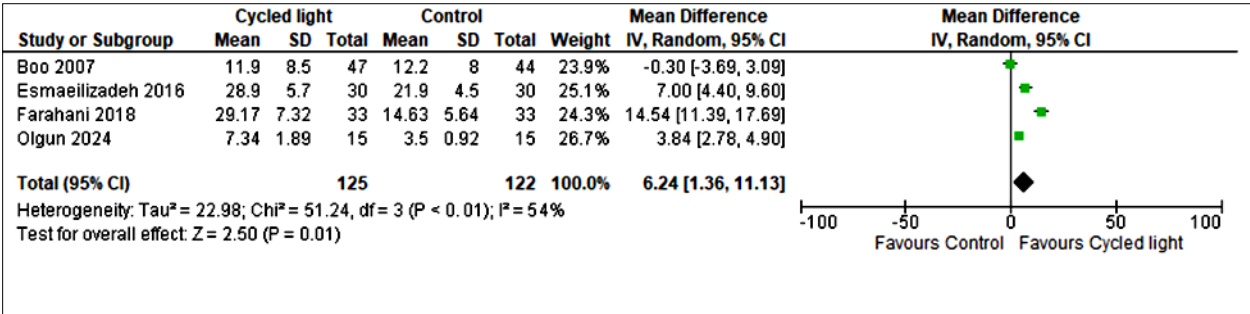 Cycled light Control Mean Difference Mean Difference
Study or Subgroup Mean SD Total Mean SD Total Weight IV, Random, 95% CI IV, Random, 95% CI
Boo 2007 11.9 8.5 47 12.2 8 44 23.9% -0.30 [-3.69, 3.09]
Esmaeilizadeh 2016 28.9 5.7 30 21.9 4.5 30 25.1% 7.00 [4.40, 9.60]
Farahani 2018 29.17 7.32 33 14.63 5.64 33 24.3% 14.54 [11.39, 17.69]
Olgun 2024 7.34 1.89 15 3.5 0.92 15 26.7% 3.84 [2.78, 4.90]
Total (95% CI) 125 122 100.0% 6.24 [1.36, 11.13]
Heterogeneity: Tau² = 22.98; Chi² = 51.24, df = 3 (P < 0.01); I² = 54%
Test for overall effect: Z = 2.50 (P = 0.01)
-100 -50 0 50 100
Favours Control Favours Cycled light